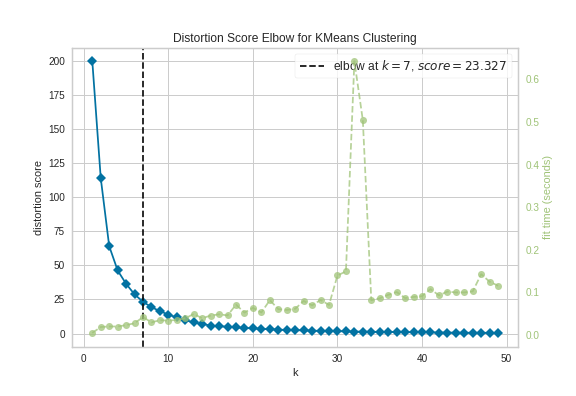 Distortion Score Elbow for KMeans Clustering
elbow at k = 7, score = 23.327
distortion score
200
175
150
125
100
75
50
25
0
0.6
0.5
0.4
0.3
0.2
0.1
0.0
fit time (seconds)
0 10 20 30 40 50
k